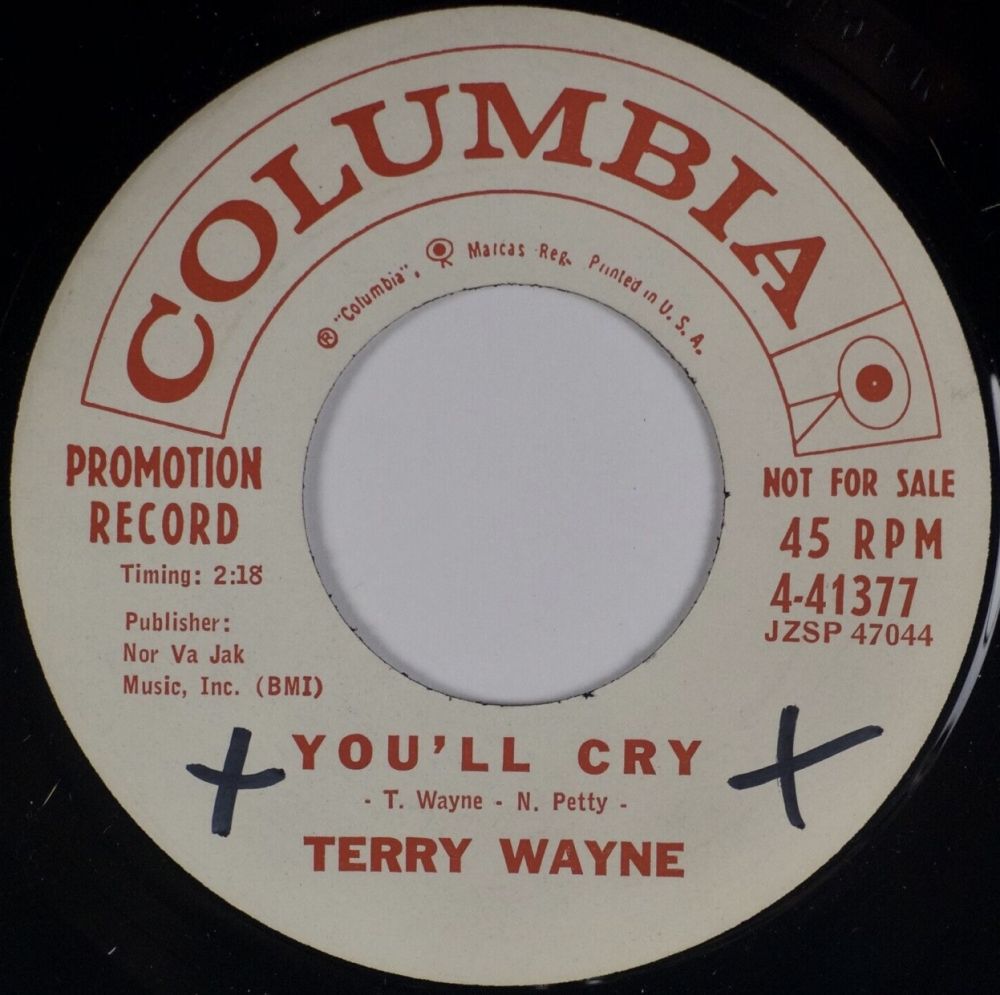 COLUMBIA
® "Columbia", Marcas Reg. Printed in U. S. A.
PROMOTION
RECORD
Timing: 2:18
Publisher:
Nor Va Jak
Music, Inc. (BMI)
NOT FOR SALE
45 RPM
4-41377
JZSP 47044
YOU'LL CRY
- T. Wayne - N. Petty -
TERRY WAYNE